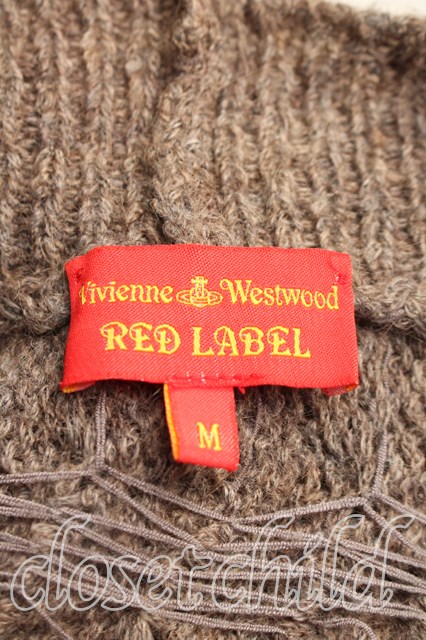 Vivienne Westwood
RED LABEL
M
closet child